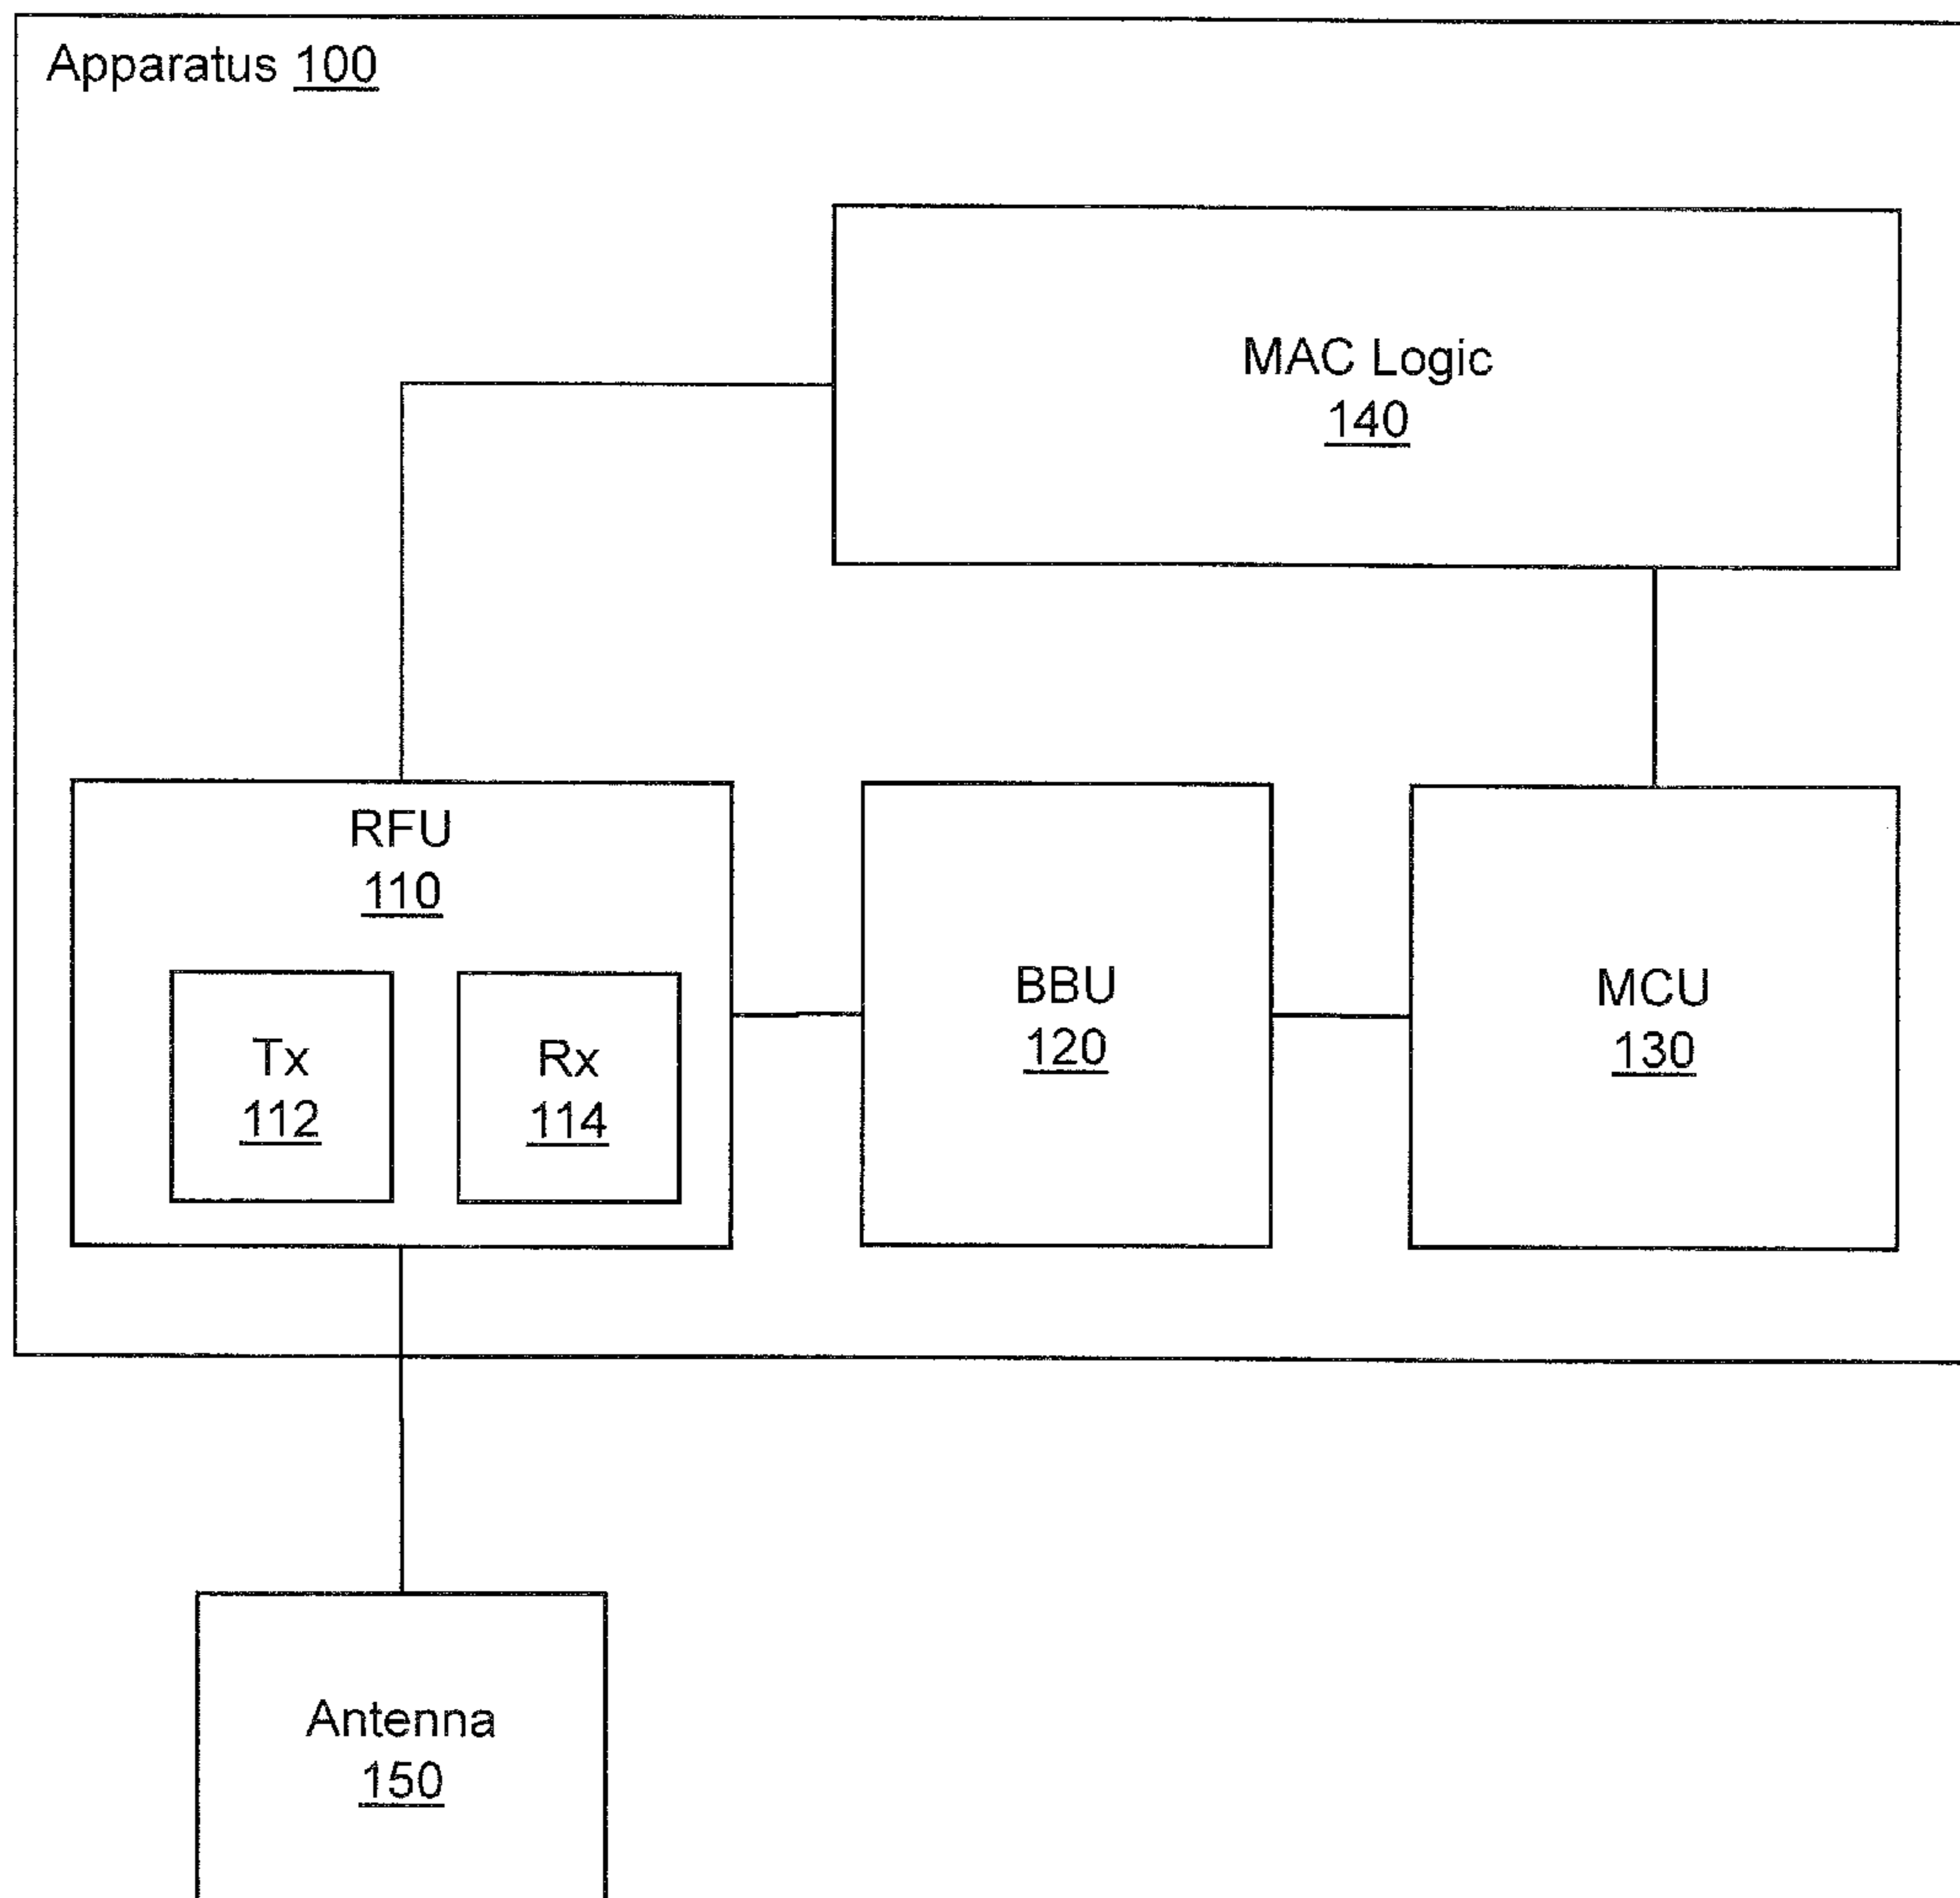 Apparatus 100
MAC Logic
140
RFU
110
Tx
112
Rx
114
BBU
120
MCU
130
Antenna
150